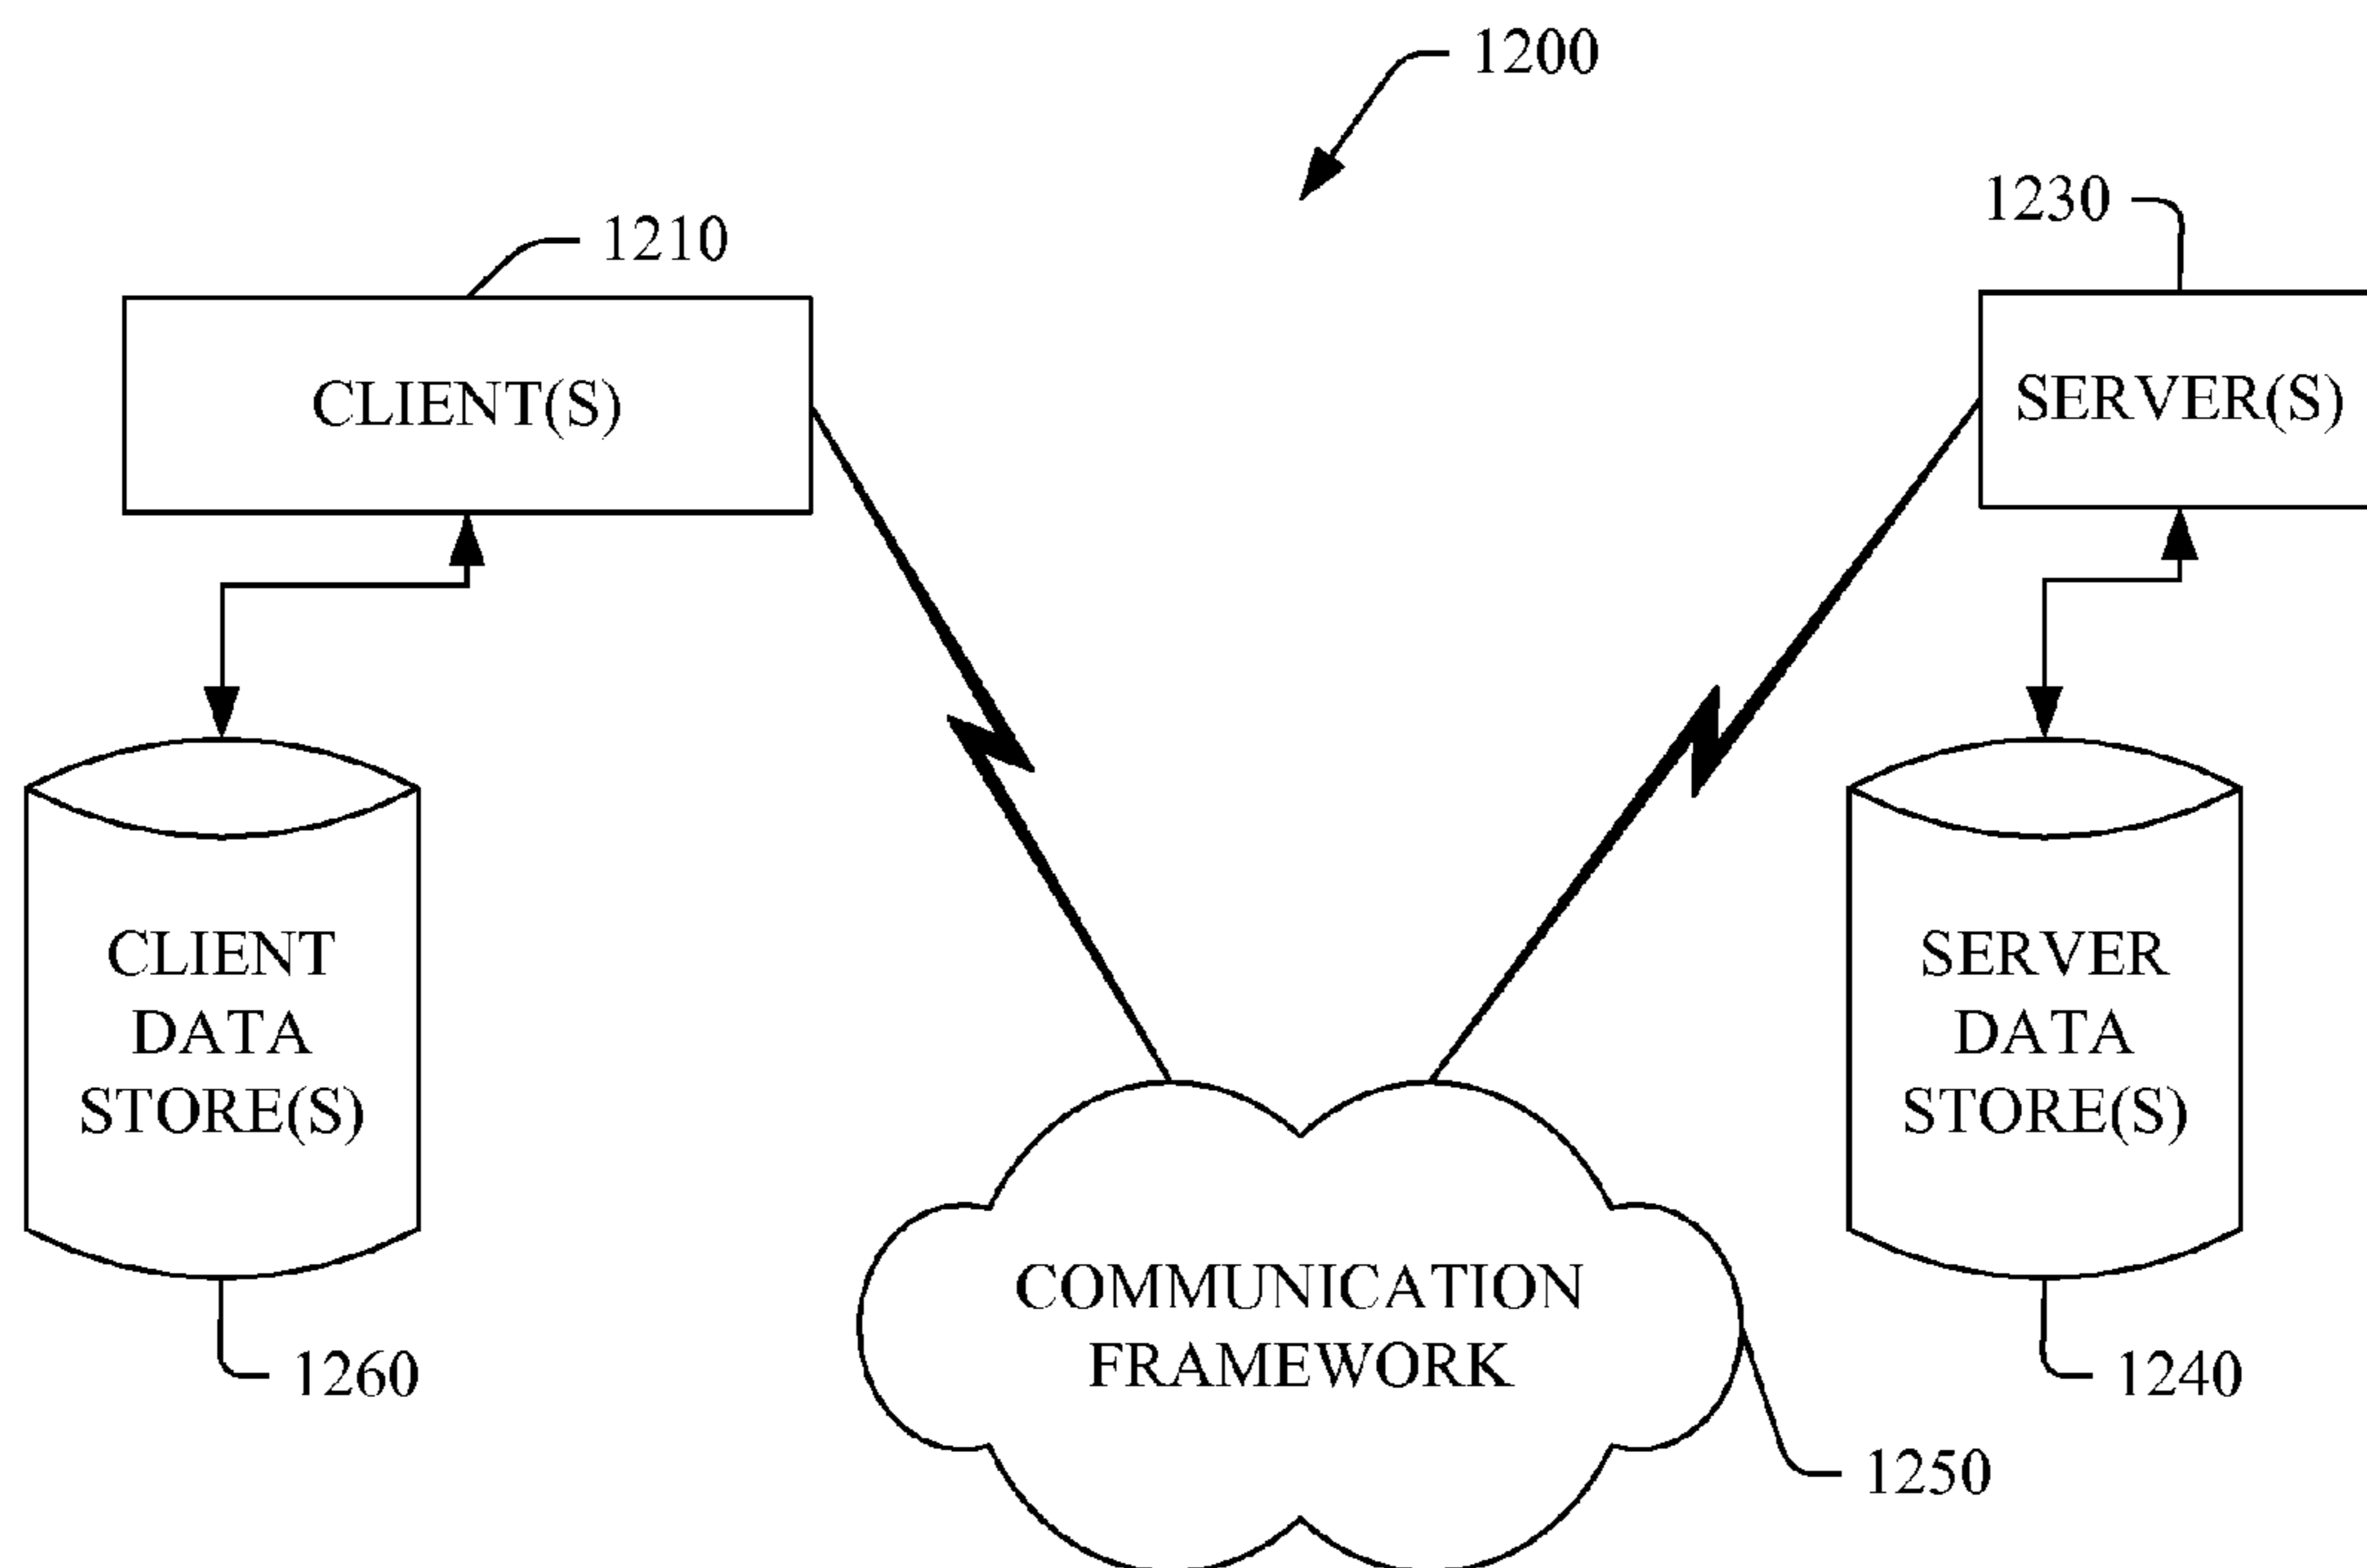 1200
1230
1210
CLIENT(S)
SERVER(S)
CLIENT
DATA
STORE(S)
SERVER
DATA
STORE(S)
COMMUNICATION
FRAMEWORK
1260
1240
1250